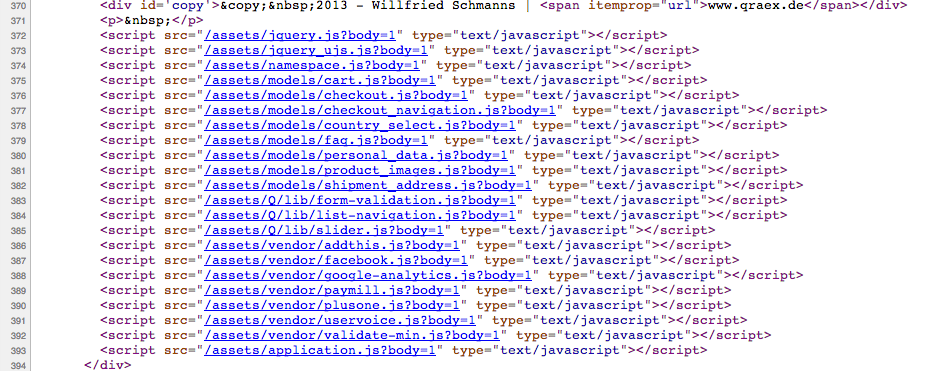 370 <div id='copy'>&copy;&nbsp;2013 - Willfried Schmanns | <span itemprop="url">www.qraex.de</span></div>
371 <p>&nbsp;</p>
372 <script src="/assets/jquery.js?body=1" type="text/javascript"></script>
373 <script src="/assets/jquery_ujs.js?body=1" type="text/javascript"></script>
374 <script src="/assets/namespace.js?body=1" type="text/javascript"></script>
375 <script src="/assets/models/cart.js?body=1" type="text/javascript"></script>
376 <script src="/assets/models/checkout.js?body=1" type="text/javascript"></script>
377 <script src="/assets/models/checkout_navigation.js?body=1" type="text/javascript"></script>
378 <script src="/assets/models/country_select.js?body=1" type="text/javascript"></script>
379 <script src="/assets/models/faq.js?body=1" type="text/javascript"></script>
380 <script src="/assets/models/personal_data.js?body=1" type="text/javascript"></script>
381 <script src="/assets/models/product_images.js?body=1" type="text/javascript"></script>
382 <script src="/assets/models/shipment_address.js?body=1" type="text/javascript"></script>
383 <script src="/assets/Q/lib/form-validation.js?body=1" type="text/javascript"></script>
384 <script src="/assets/Q/lib/list-navigation.js?body=1" type="text/javascript"></script>
385 <script src="/assets/Q/lib/slider.js?body=1" type="text/javascript"></script>
386 <script src="/assets/vendor/addthis.js?body=1" type="text/javascript"></script>
387 <script src="/assets/vendor/facebook.js?body=1" type="text/javascript"></script>
388 <script src="/assets/vendor/google-analytics.js?body=1" type="text/javascript"></script>
389 <script src="/assets/vendor/paymill.js?body=1" type="text/javascript"></script>
390 <script src="/assets/vendor/plusone.js?body=1" type="text/javascript"></script>
391 <script src="/assets/vendor/uservoice.js?body=1" type="text/javascript"></script>
392 <script src="/assets/vendor/validate-min.js?body=1" type="text/javascript"></script>
393 <script src="/assets/application.js?body=1" type="text/javascript"></script>
394 </div>